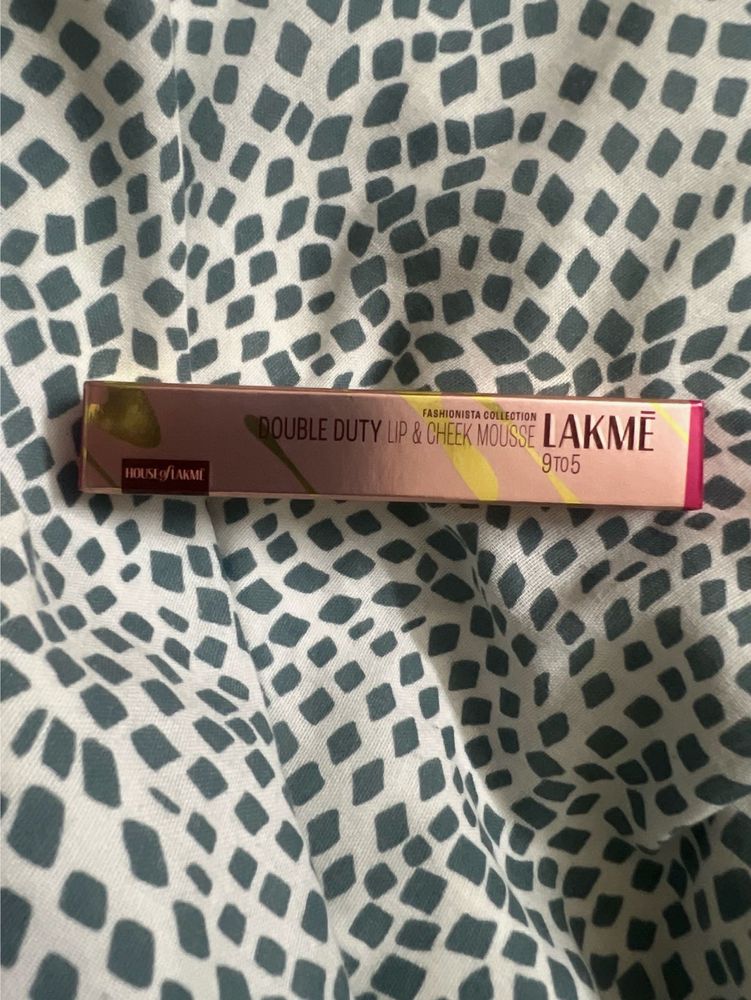 FASHIONISTA COLLECTION
DOUBLE DUTY LIP & CHEEK MOUSSE LAKMĒ
9TO5
HOUSE of LAKMĒ